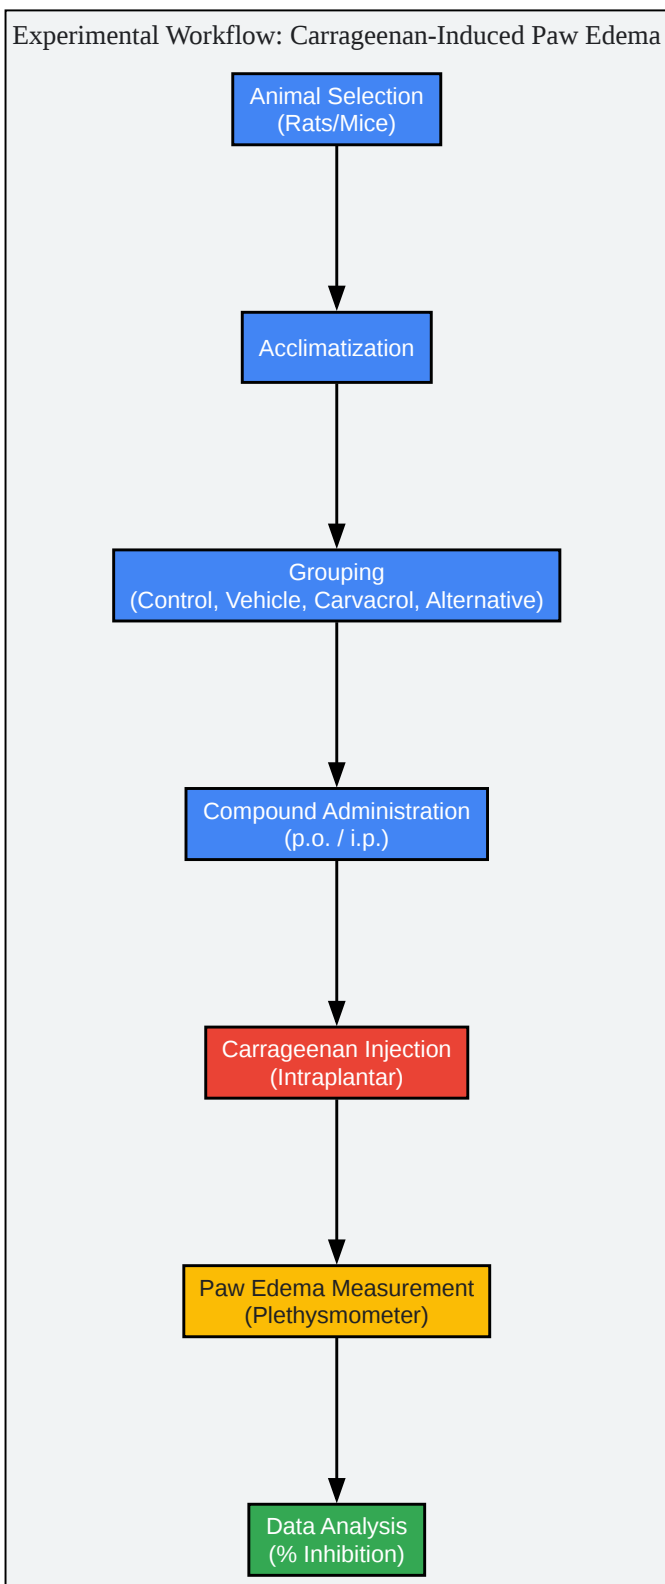 Experimental Workflow: Carrageenan-Induced Paw Edema
Animal Selection
(Rats/Mice)
Acclimatization
Grouping
(Control, Vehicle, Carvacrol, Alternative)
Compound Administration
(p.o. / i.p.)
Carrageenan Injection
(Intraplantar)
Paw Edema Measurement
(Plethysmometer)
Data Analysis
(% Inhibition)